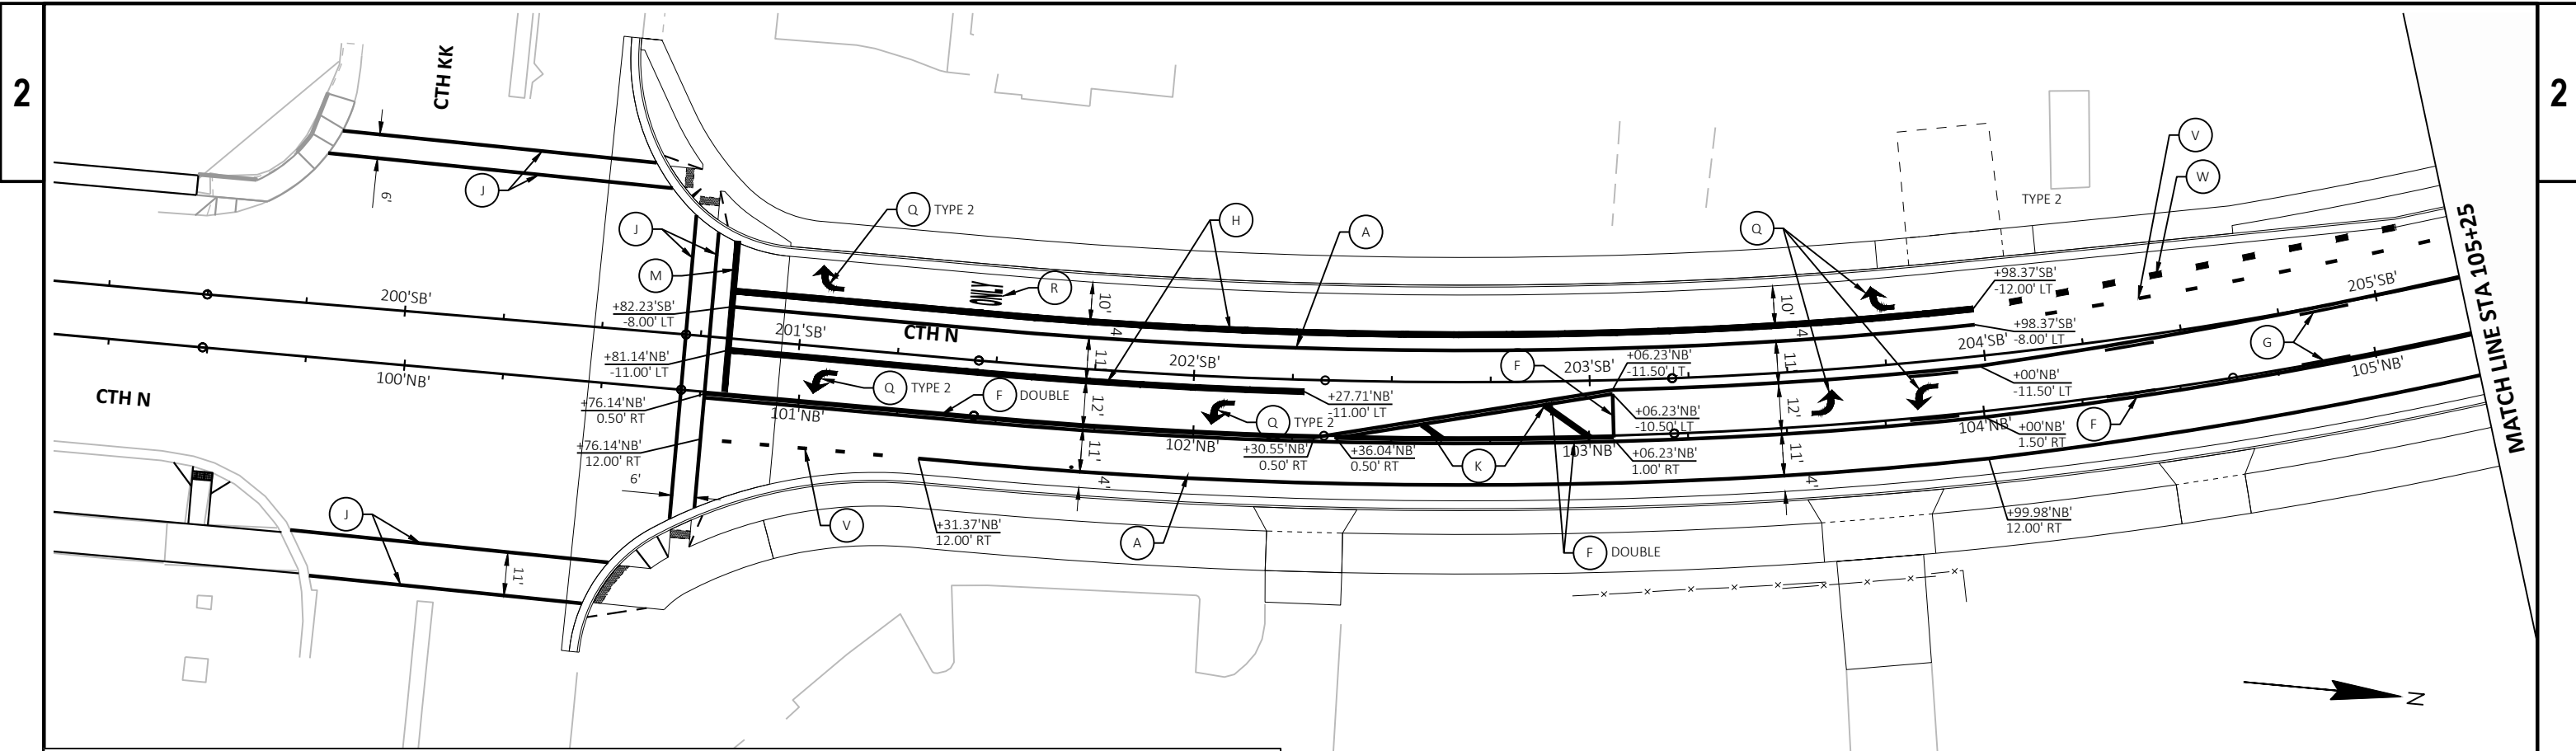 2
2
CTH KK
6'
J
J
M
Q TYPE 2
H
A
R
Q
TYPE 2
V
W
MATCH LINE STA 105+25
200'SB'
201'SB'
CTH N
202'SB'
203'SB'
204'SB'
205'SB'
10'
4'
11'
12'
11'
4'
10'
4'
11'
12'
11'
4'
+82.23'SB'
-8.00' LT
+81.14'NB'
-11.00' LT
+76.14'NB'
0.50' RT
+76.14'NB'
12.00' RT
6'
CTH N
100'NB'
101'NB'
102'NB'
103'NB'
104'NB'
105'NB'
Q TYPE 2
F DOUBLE
Q TYPE 2
F
+27.71'NB'
-11.00' LT
+30.55'NB'
0.50' RT
+36.04'NB'
0.50' RT
+06.23'NB'
-11.50' LT
+06.23'NB'
-10.50' LT
+06.23'NB'
1.00' RT
+98.37'SB'
-12.00' LT
+98.37'SB'
-8.00' LT
+00'NB'
-11.50' LT
+00'NB'
1.50' RT
G
F
K
+99.98'NB'
12.00' RT
+31.37'NB'
12.00' RT
J
11'
V
A
F DOUBLE
N